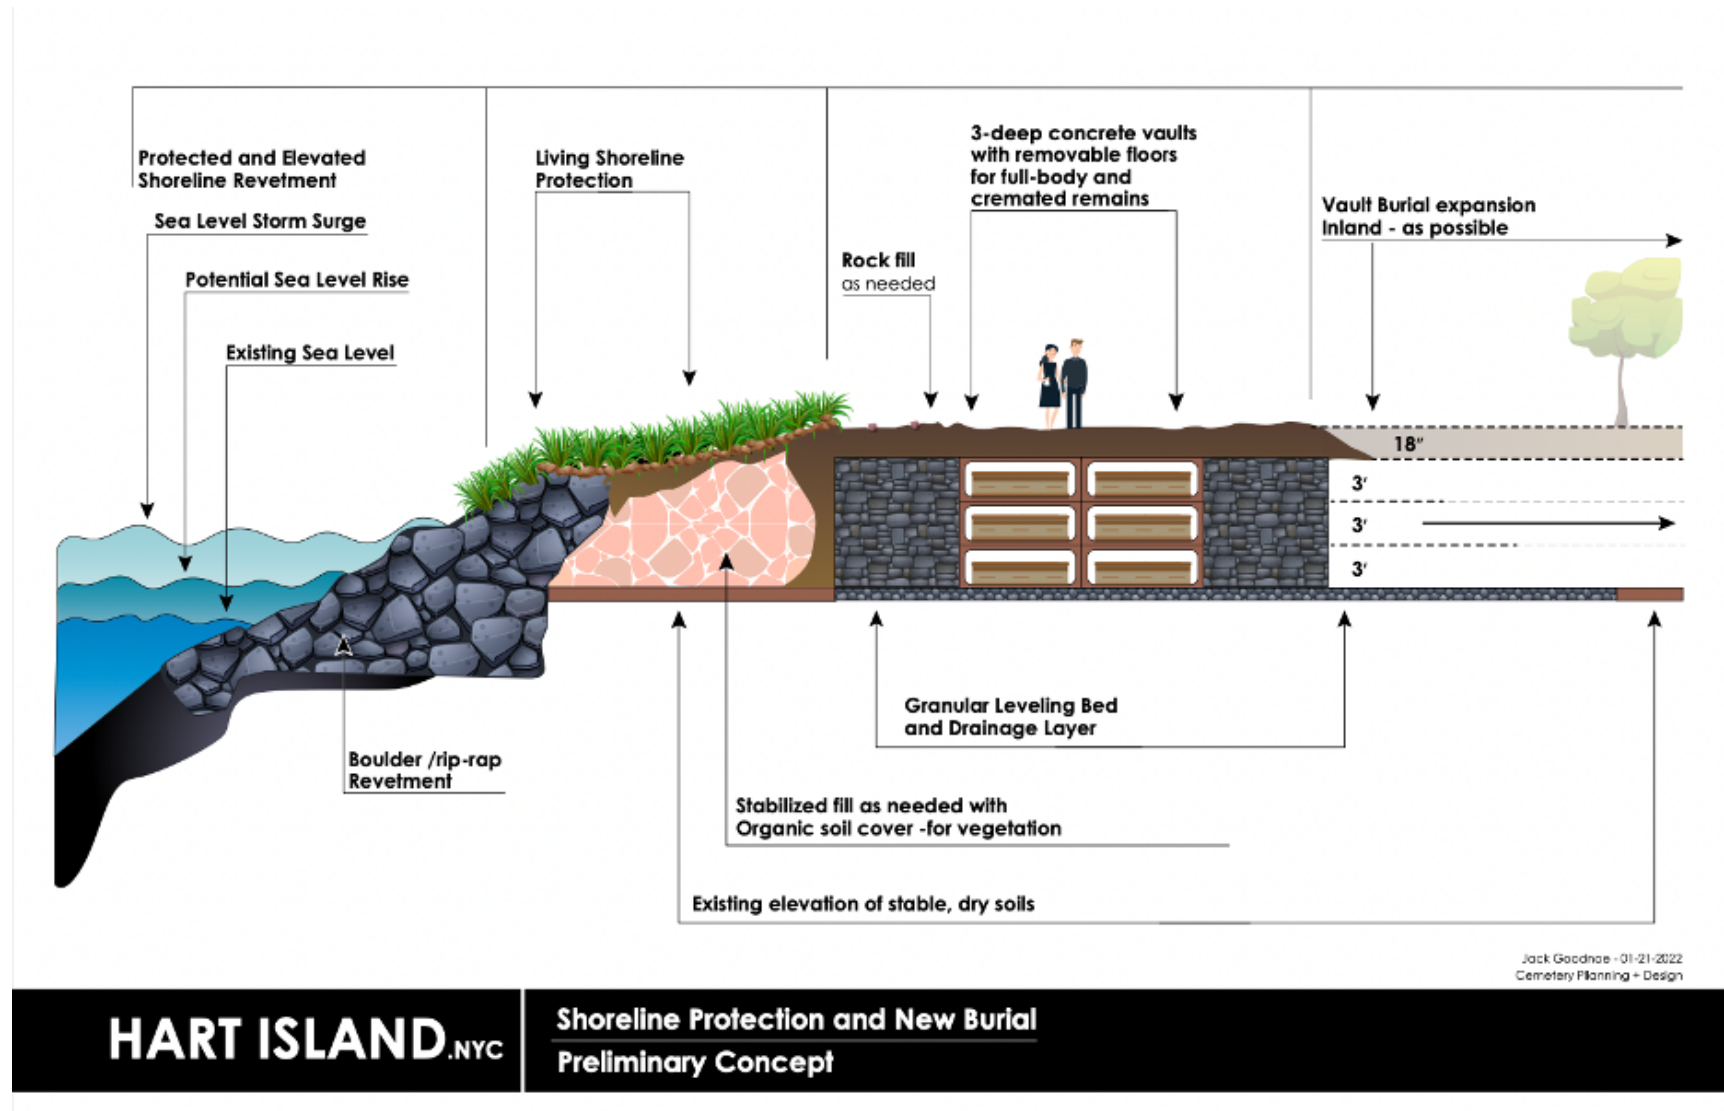 Protected and Elevated
Shoreline Revetment
Sea Level Storm Surge
Potential Sea Level Rise
Existing Sea Level
Living Shoreline
Protection
Rock fill
as needed
3-deep concrete vaults
with removable floors
for full-body and
cremated remains
Vault Burial expansion
Inland - as possible
18"
3'
3'
3'
Boulder /rip-rap
Revetment
Granular Leveling Bed
and Drainage Layer
Stabilized fill as needed with
Organic soil cover -for vegetation
Existing elevation of stable, dry soils
Jack Goodnoe - 01-21-2022
Cemetery Planning + Design
HART ISLAND.NYC
Shoreline Protection and New Burial
Preliminary Concept